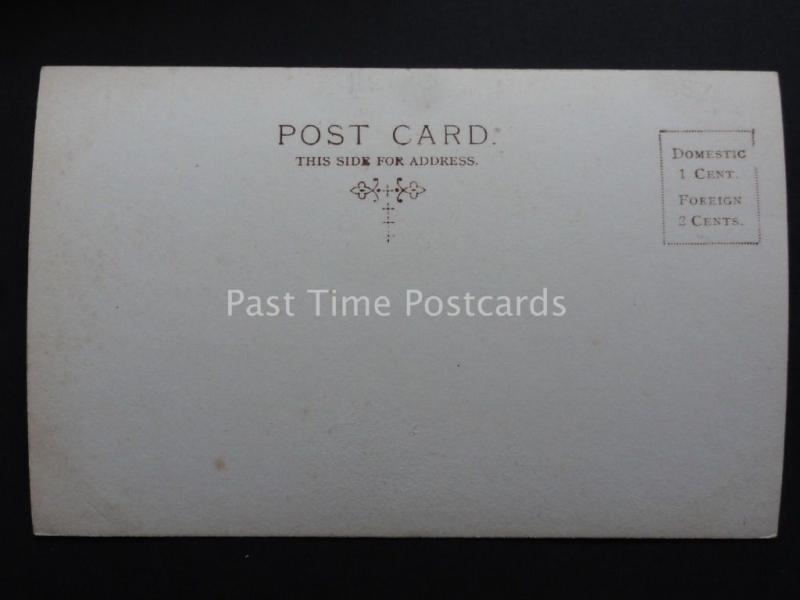 POST CARD.
THIS SIDE FOR ADDRESS.
DOMESTIC
1 CENT.
FOREIGN
2 CENTS.
Past Time Postcards